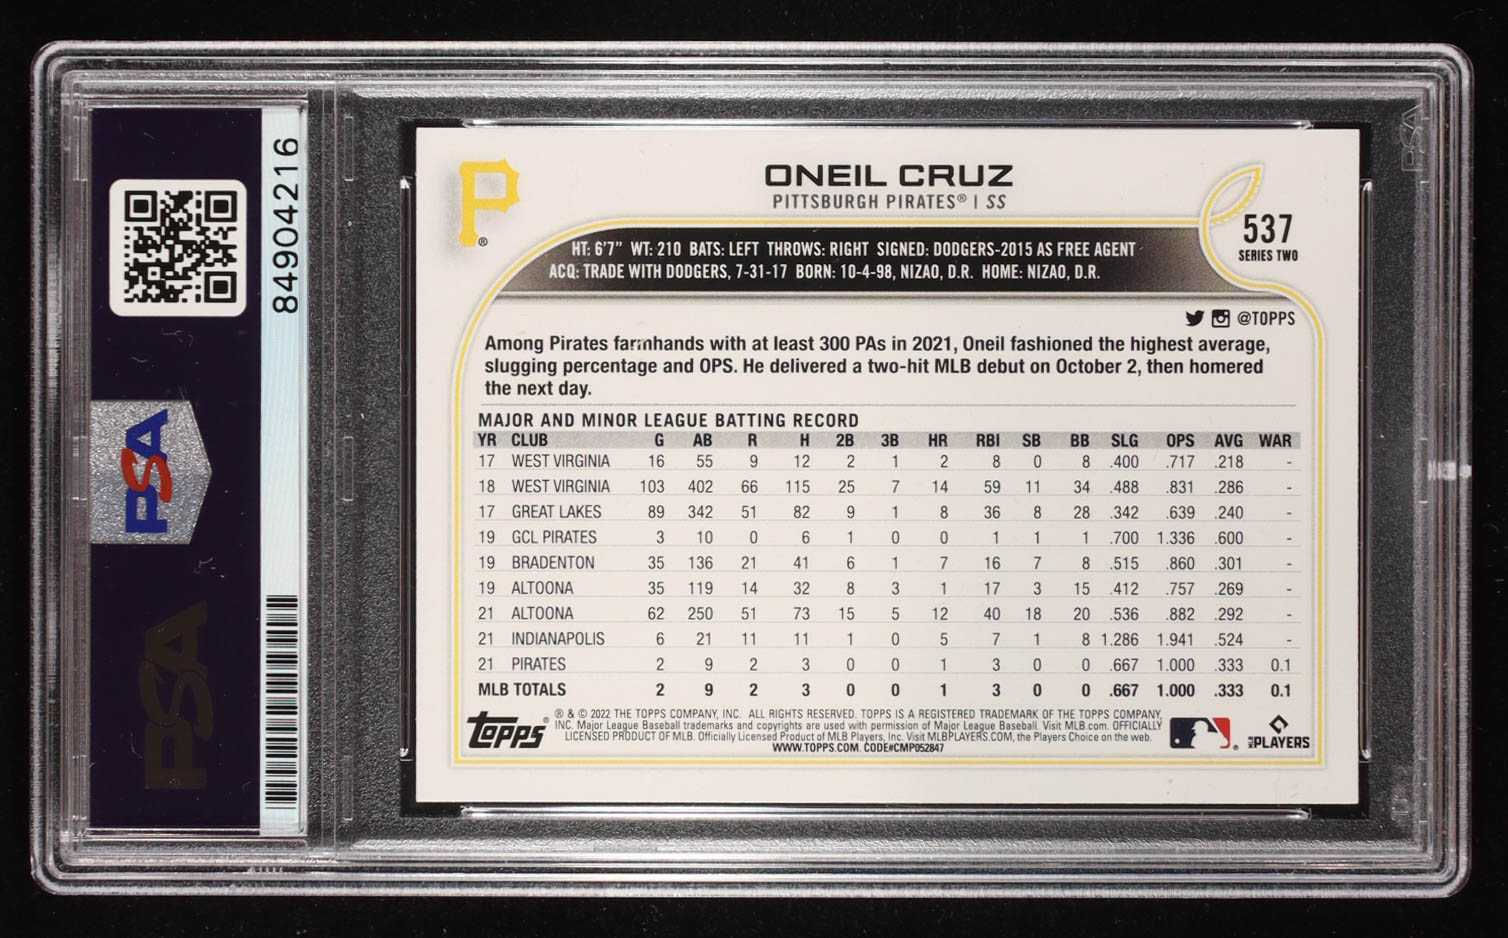 84904216
PSA
PSA
PSA
P®
ONEIL CRUZ
PITTSBURGH PIRATES® | SS
537
SERIES TWO
HT: 6'7" WT: 210 BATS: LEFT THROWS: RIGHT SIGNED: DODGERS-2015 AS FREE AGENT
ACQ: TRADE WITH DODGERS, 7-31-17 BORN: 10-4-98, NIZAO, D.R. HOME: NIZAO, D.R.
@TOPPS
Among Pirates farmhands with at least 300 PAs in 2021, Oneil fashioned the highest average,
slugging percentage and OPS. He delivered a two-hit MLB debut on October 2, then homered
the next day.
MAJOR AND MINOR LEAGUE BATTING RECORD
YR CLUB G AB R H 2B 3B HR RBI SB BB SLG OPS AVG WAR
17 WEST VIRGINIA 16 55 9 12 2 1 2 8 0 8 .400 .717 .218 -
18 WEST VIRGINIA 103 402 66 115 25 7 14 59 11 34 .488 .831 .286 -
17 GREAT LAKES 89 342 51 82 9 1 8 36 8 28 .342 .639 .240 -
19 GCL PIRATES 3 10 0 6 1 0 0 1 1 1 .700 1.336 .600 -
19 BRADENTON 35 136 21 41 6 1 7 16 7 8 .515 .860 .301 -
19 ALTOONA 35 119 14 32 8 3 1 17 3 15 .412 .757 .269 -
21 ALTOONA 62 250 51 73 15 5 12 40 18 20 .536 .882 .292 -
21 INDIANAPOLIS 6 21 11 11 1 0 5 7 1 8 1.286 1.941 .524 -
21 PIRATES 2 9 2 3 0 0 1 3 0 0 .667 1.000 .333 0.1
MLB TOTALS 2 9 2 3 0 0 1 3 0 0 .667 1.000 .333 0.1
Topps®
® & © 2022 THE TOPPS COMPANY, INC. ALL RIGHTS RESERVED. TOPPS IS A REGISTERED TRADEMARK OF THE TOPPS COMPANY,
INC. Major League Baseball trademarks and copyrights are used with permission of Major League Baseball. Visit MLB.com. OFFICIALLY
LICENSED PRODUCT OF MLB. Officially Licensed Product of MLB Players, Inc. Visit MLBPLAYERS.COM, the Players Choice on the web.
WWW.TOPPS.COM. CODE#CMP052847
MLB PLAYERS